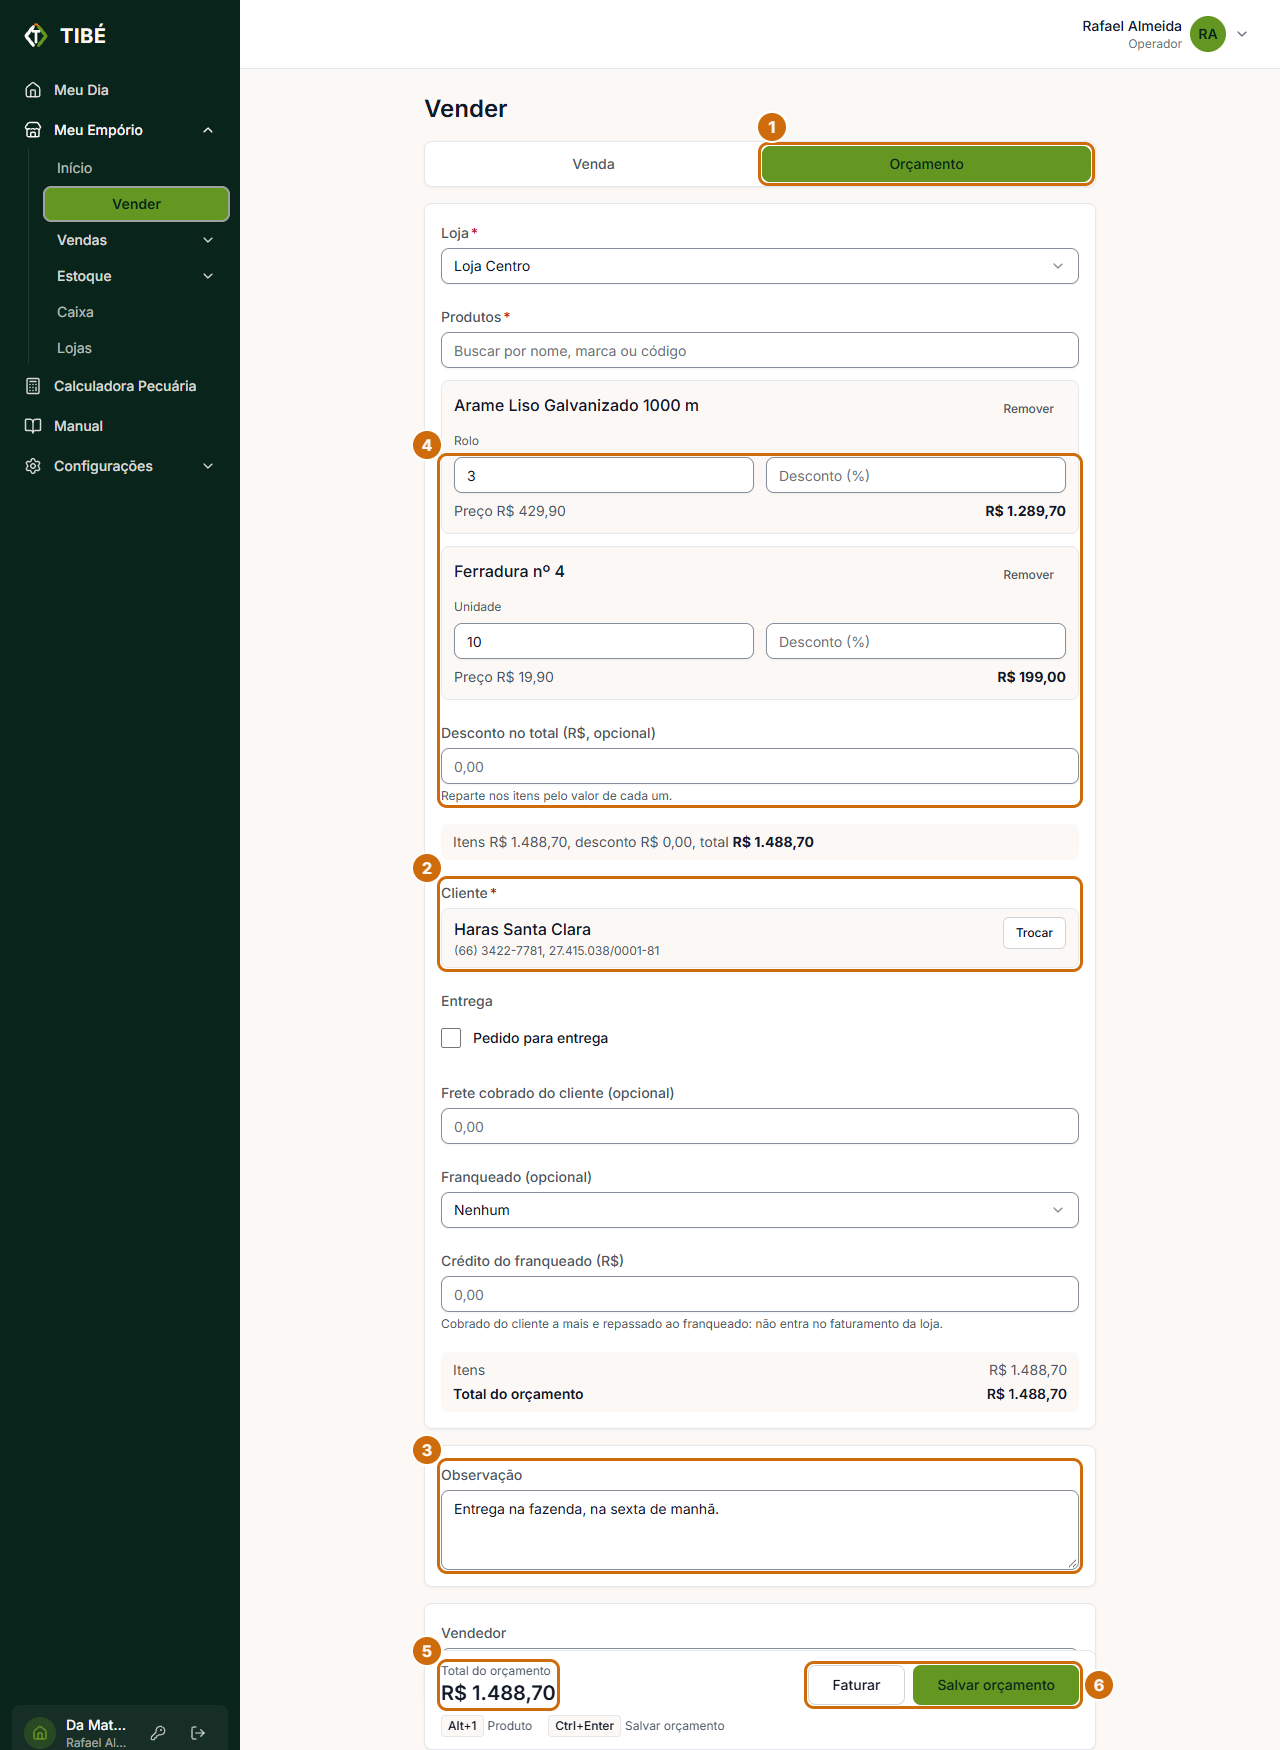 TIBÉ
Rafael Almeida
Operador
RA
Meu Dia
Meu Empório
Início
Vender
Vendas
Estoque
Caixa
Lojas
Calculadora Pecuária
Manual
Configurações
Vender
1
Venda
Orçamento
Loja*
Loja Centro
Produtos*
Buscar por nome, marca ou código
Arame Liso Galvanizado 1000 m
Remover
4
Rolo
3
Desconto (%)
Preço R$ 429,90
R$ 1.289,70
Ferradura nº 4
Remover
Unidade
10
Desconto (%)
Preço R$ 19,90
R$ 199,00
Desconto no total (R$, opcional)
0,00
Reparte nos itens pelo valor de cada um.
Itens R$ 1.488,70, desconto R$ 0,00, total R$ 1.488,70
2
Cliente*
Haras Santa Clara
Trocar
(66) 3422-7781, 27.415.038/0001-81
Entrega
Pedido para entrega
Frete cobrado do cliente (opcional)
0,00
Franqueado (opcional)
Nenhum
Crédito do franqueado (R$)
0,00
Cobrado do cliente a mais e repassado ao franqueado: não entra no faturamento da loja.
Itens
R$ 1.488,70
Total do orçamento
R$ 1.488,70
3
Observação
Entrega na fazenda, na sexta de manhã.
Vendedor
5
Total do orçamento
R$ 1.488,70
Faturar
Salvar orçamento
6
Alt+1 Produto Ctrl+Enter Salvar orçamento
Da Mat...
Rafael Al...